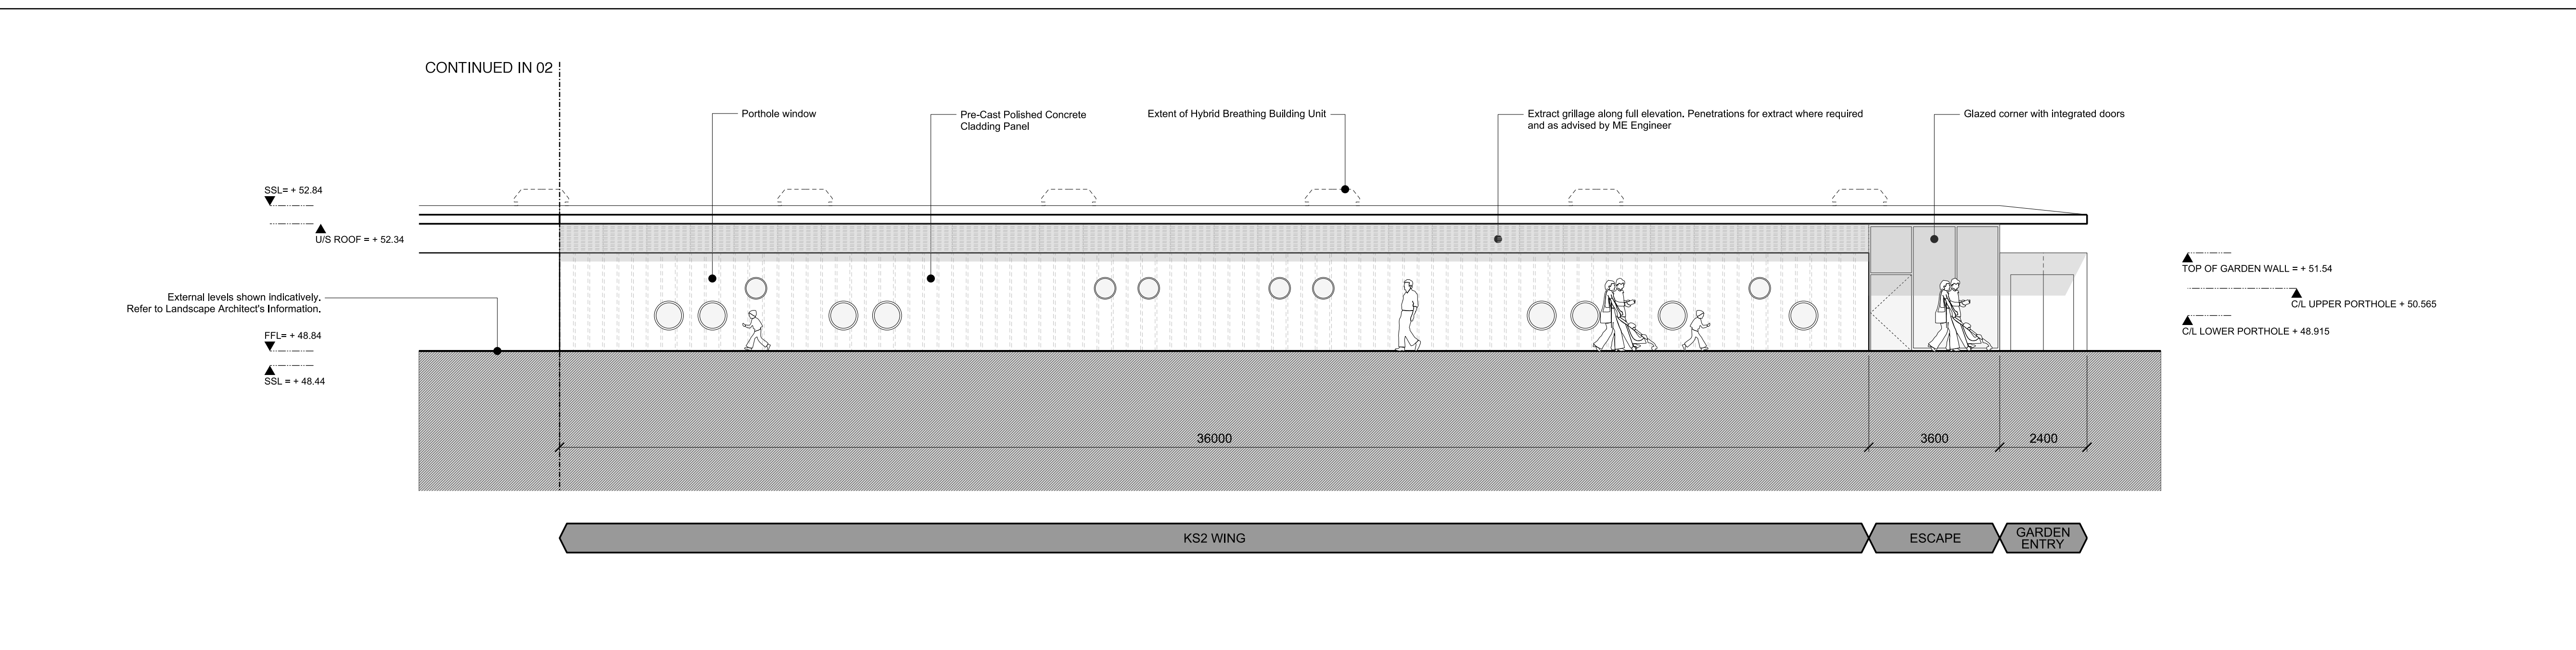 CONTINUED IN 02
Porthole window
Pre-Cast Polished Concrete
Cladding Panel
Extent of Hybrid Breathing Building Unit
Extract grillage along full elevation. Penetrations for extract where required
and as advised by ME Engineer
Glazed corner with integrated doors
SSL= + 52.84
U/S ROOF = + 52.34
External levels shown indicatively.
Refer to Landscape Architect's Information.
FFL= + 48.84
SSL = + 48.44
TOP OF GARDEN WALL = + 51.54
C/L UPPER PORTHOLE + 50.565
C/L LOWER PORTHOLE + 48.915
36000
3600
2400
KS2 WING
ESCAPE
GARDEN
ENTRY